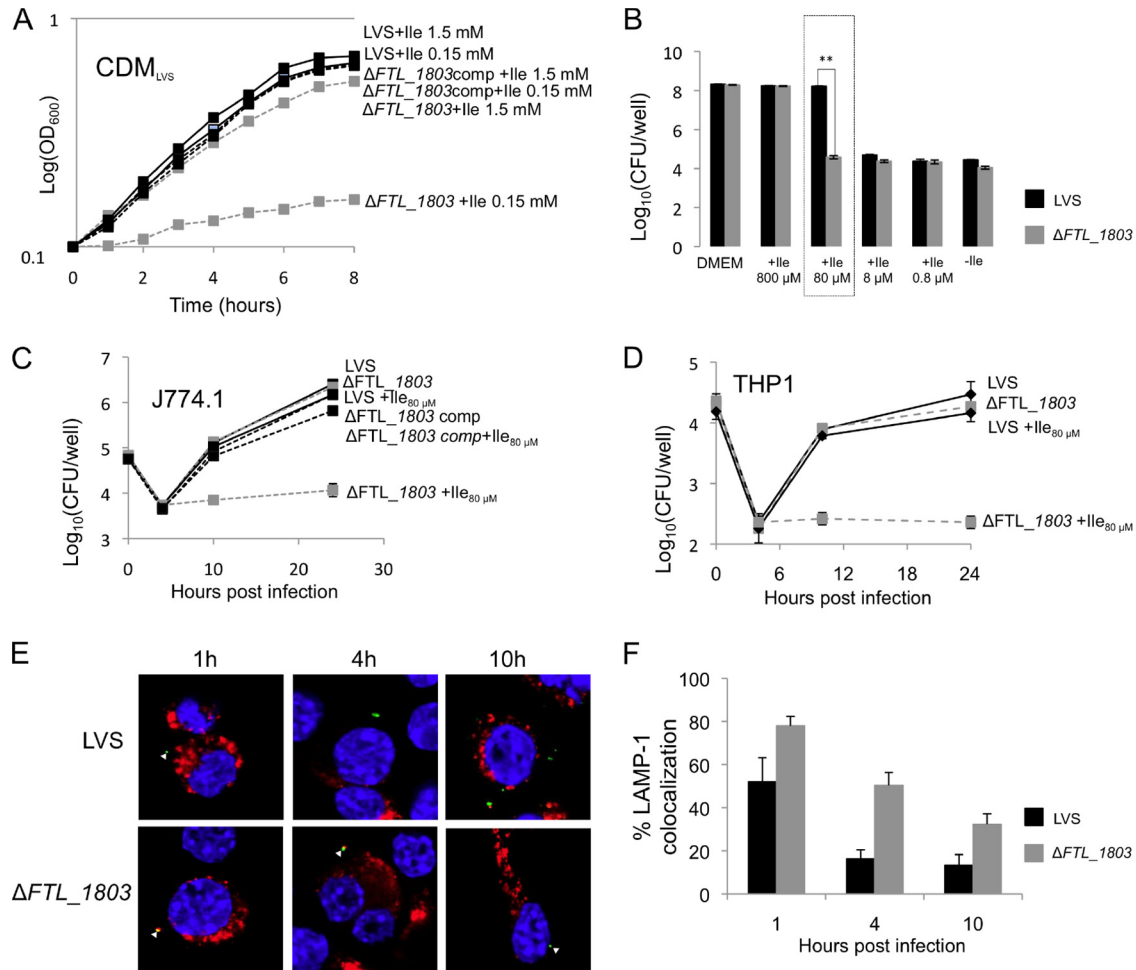 A
1
CDM LVS
Log(OD600)
0.1
0 2 4 6 8
Time (hours)
LVS+Ile 1.5 mM
LVS+Ile 0.15 mM
ΔFTL_1803comp +Ile 1.5 mM
ΔFTL_1803comp+Ile 0.15 mM
ΔFTL_1803+Ile 1.5 mM
ΔFTL_1803 +Ile 0.15 mM
B
Log10(CFU/well)
10
8
6
4
2
0
**
DMEM
+Ile 800 µM
+Ile 80 µM
+Ile 8 µM
+Ile 0.8 µM
-Ile
LVS
ΔFTL_1803
C
J774.1
Log10(CFU/well)
7
6
5
4
3
2
0 10 20 30
Hours post infection
LVS
ΔFTL_1803
LVS +Ile80 µM
ΔFTL_1803 comp
ΔFTL_1803 comp+Ile80 µM
ΔFTL_1803 +Ile80 µM
D
THP1
Log10(CFU/well)
5
4
3
2
0 6 12 18 24
Hours post infection
LVS
ΔFTL_1803
LVS +Ile80 µM
ΔFTL_1803 +Ile80 µM
E
1h 4h 10h
LVS
ΔFTL_1803
F
% LAMP-1
colocalization
100
80
60
40
20
0
1 4 10
Hours post infection
LVS
ΔFTL_1803